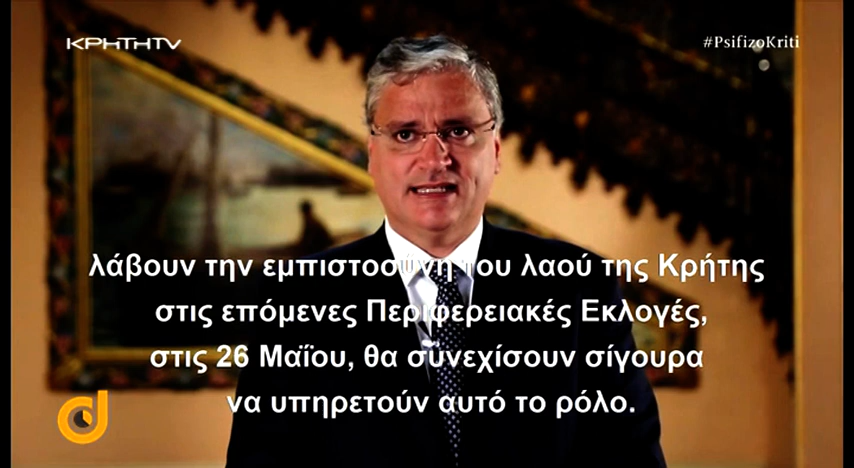 ΚΡΗΤΗTV
#PsifizoKriti
λάβουν την εμπιστοσύνη του λαού της Κρήτης
στις επόμενες Περιφερειακές Εκλογές,
στις 26 Μαΐου, θα συνεχίσουν σίγουρα
να υπηρετούν αυτό το ρόλο.